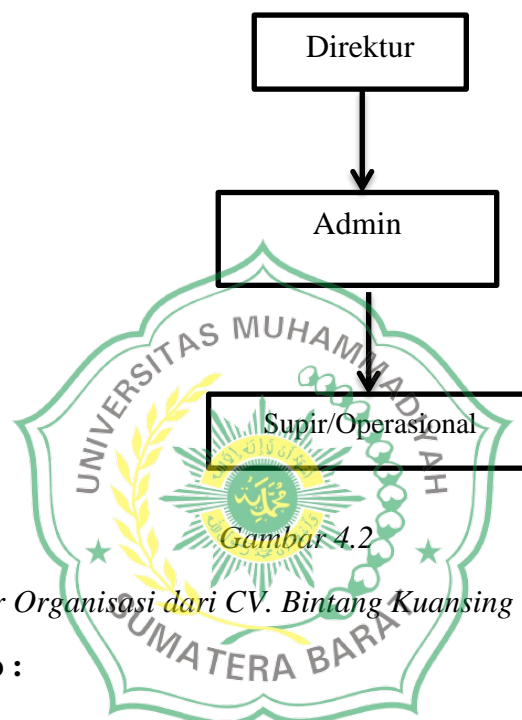 Direktur
Admin
Supir/Operasional
Gambar 4.2
r Organisasi dari CV. Bintang Kuansing
:
UNIVERSITAS MUHAMMADIYAH
SUMATERA BARAT